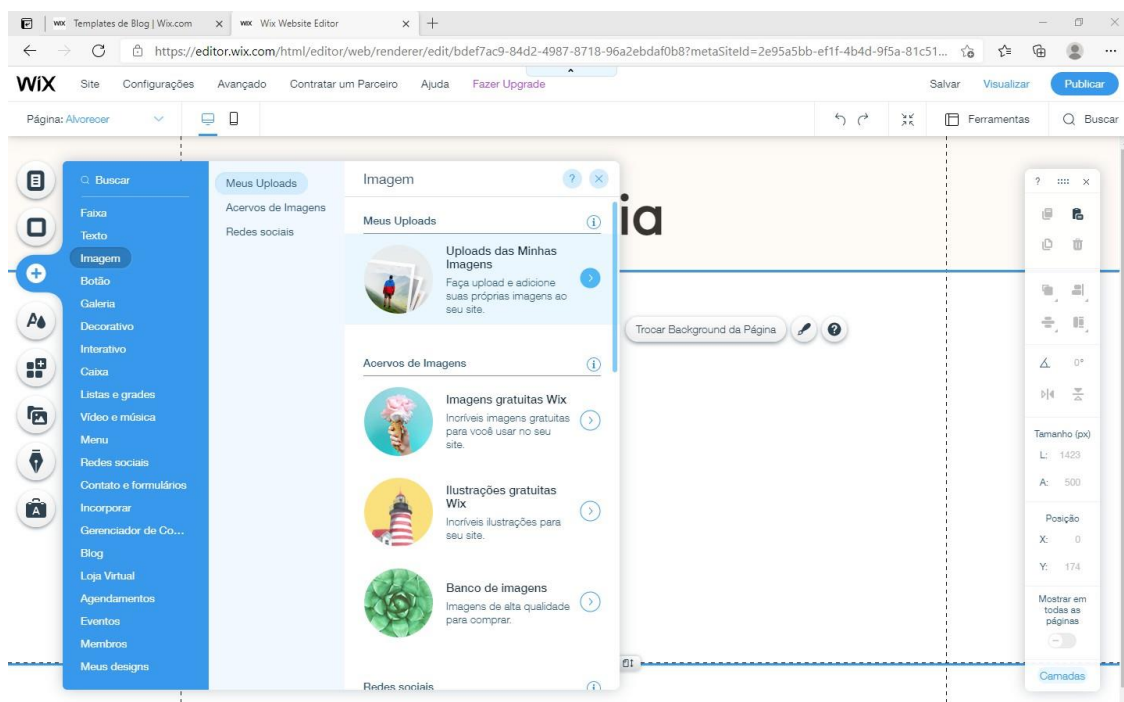 WIX Templates de Blog | Wix.com
WIX Wix Website Editor
https://editor.wix.com/html/editor/web/renderer/edit/bdef7ac9-84d2-4987-8718-96a2ebdaf0b8?metaSiteId=2e95a5bb-ef1f-4b4d-9f5a-81c51...
WiX Site Configurações Avançado Contratar um Parceiro Ajuda Fazer Upgrade Salvar Visualizar Publicar
Página: Alvorecer Ferramentas Buscar
ia
Buscar
Faixa
Texto
Imagem
Botão
Galeria
Decorativo
Interativo
Caixa
Listas e grades
Vídeo e música
Menu
Redes sociais
Contato e formulários
Incorporar
Gerenciador de Co...
Blog
Loja Virtual
Agendamentos
Eventos
Membros
Meus designs
Meus Uploads
Acervos de Imagens
Redes sociais
Imagem ?
Meus Uploads
Uploads das Minhas
Imagens
Faça upload e adicione
suas próprias imagens ao
seu site.
Acervos de Imagens
Imagens gratuitas Wix
Incríveis imagens gratuitas
para você usar no seu
site.
Ilustrações gratuitas
Wix
Incríveis ilustrações para
seu site.
Banco de imagens
Imagens de alta qualidade
para comprar.
Redes sociais
Trocar Background da Página ?
?
0°
Tamanho (px)
L: 1423
A: 500
Posição
X: 0
Y: 174
Mostrar em
todas as
páginas
Camadas